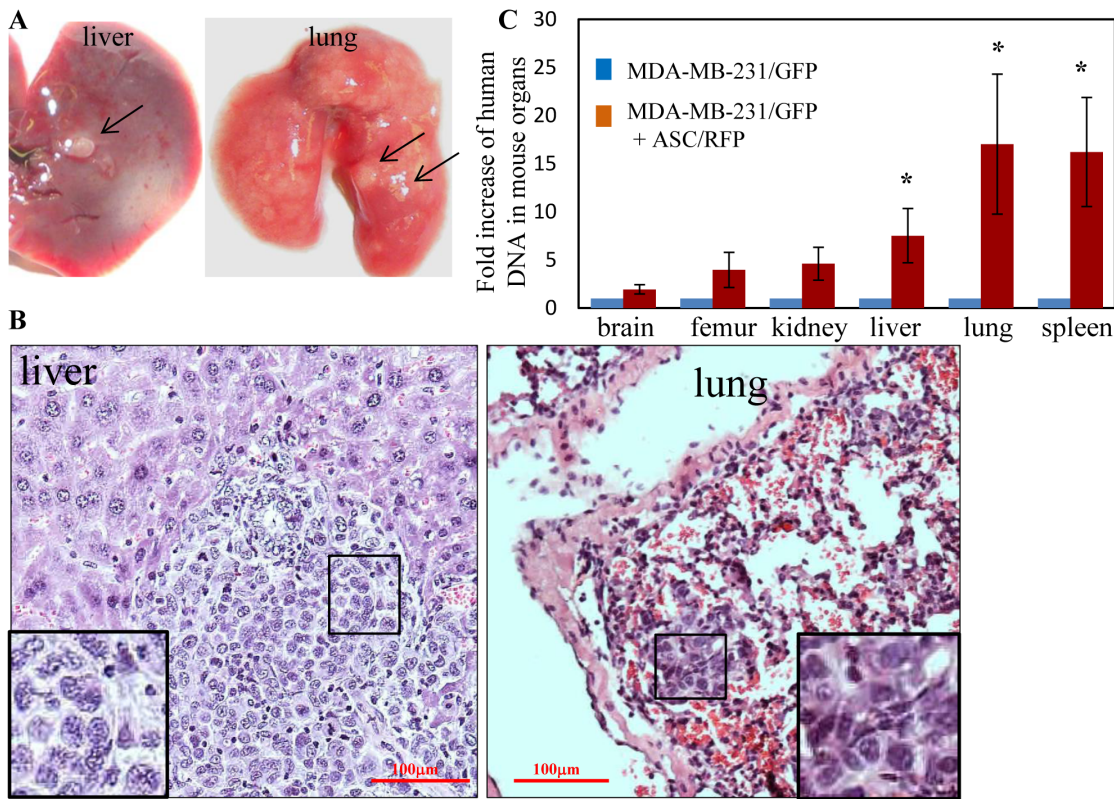 A
liver
lung
C
Fold increase of human
DNA in mouse organs
30
25
20
15
10
5
0
MDA-MB-231/GFP
MDA-MB-231/GFP
+ ASC/RFP
*
*
*
brain
femur
kidney
liver
lung
spleen
B
liver
lung
100μm
100μm